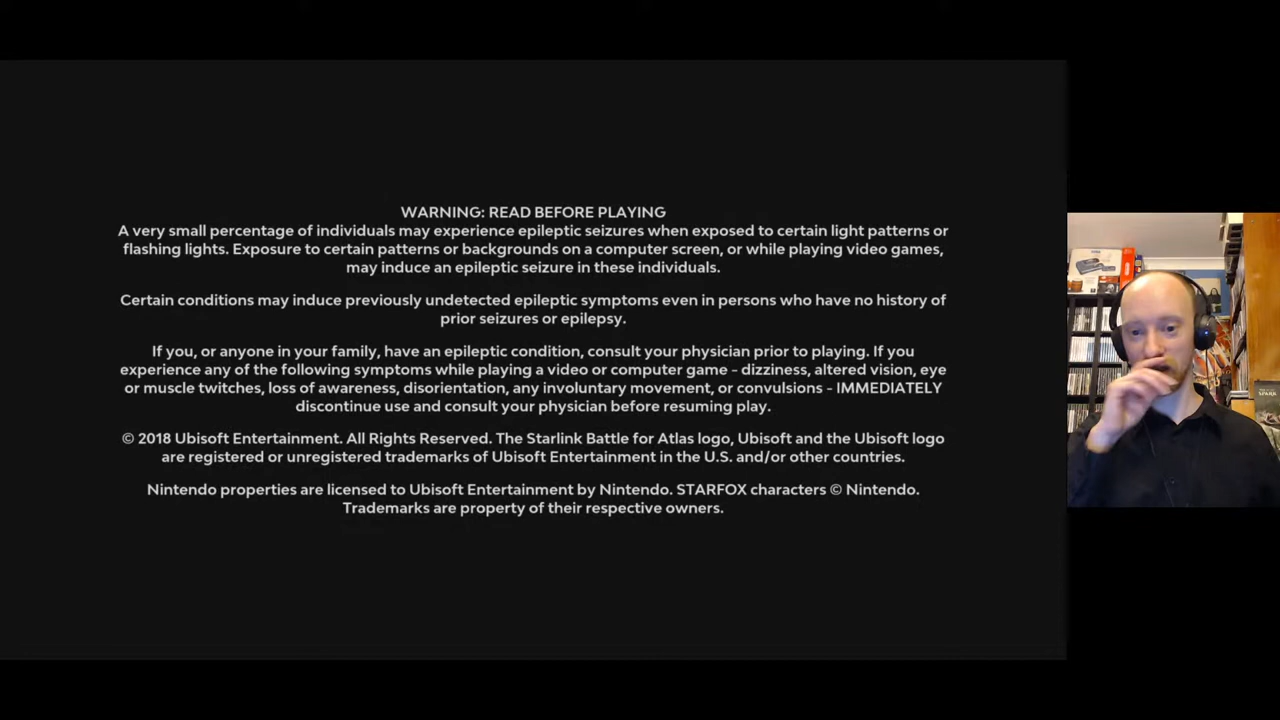 WARNING: READ BEFORE PLAYING
A very small percentage of individuals may experience epileptic seizures when exposed to certain light patterns or
flashing lights. Exposure to certain patterns or backgrounds on a computer screen, or while playing video games,
may induce an epileptic seizure in these individuals.
Certain conditions may induce previously undetected epileptic symptoms even in persons who have no history of
prior seizures or epilepsy.
If you, or anyone in your family, have an epileptic condition, consult your physician prior to playing. If you
experience any of the following symptoms while playing a video or computer game - dizziness, altered vision, eye
or muscle twitches, loss of awareness, disorientation, any involuntary movement, or convulsions - IMMEDIATELY
discontinue use and consult your physician before resuming play.
© 2018 Ubisoft Entertainment. All Rights Reserved. The Starlink Battle for Atlas logo, Ubisoft and the Ubisoft logo
are registered or unregistered trademarks of Ubisoft Entertainment in the U.S. and/or other countries.
Nintendo properties are licensed to Ubisoft Entertainment by Nintendo. STARFOX characters © Nintendo.
Trademarks are property of their respective owners.
SPARK